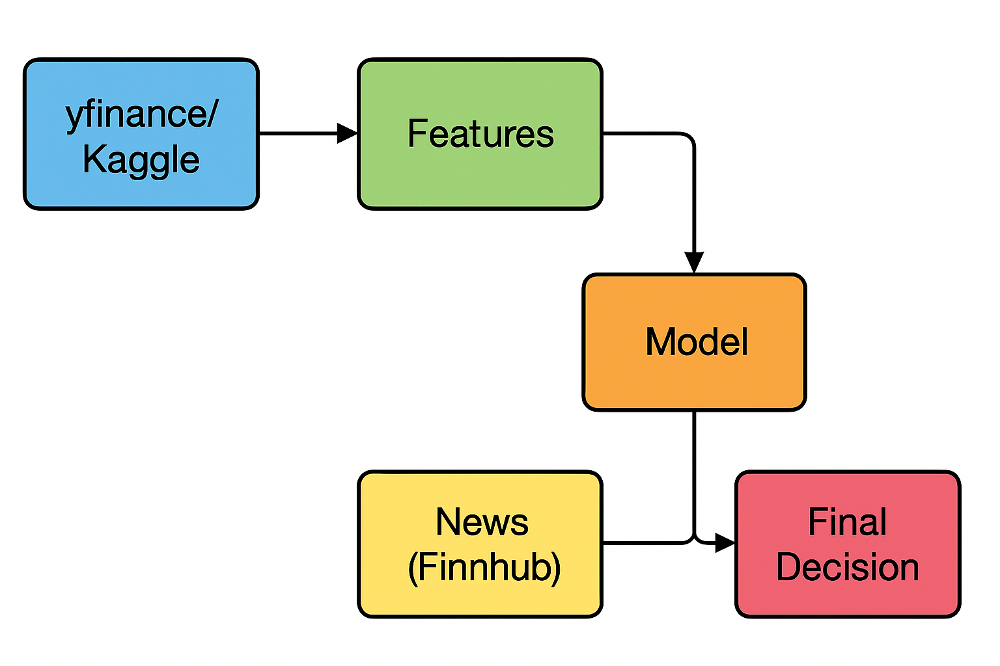 yfinance/
Kaggle
Features
Model
News
(Finnhub)
Final
Decision